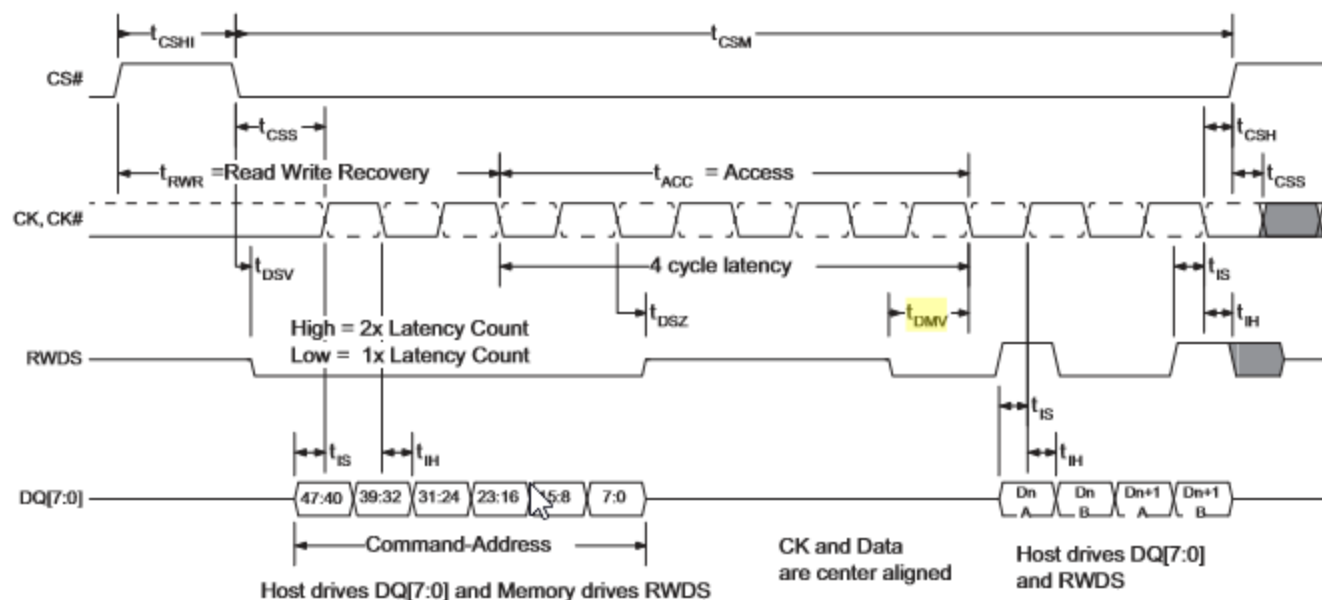 tCSHI
tCSM
CS#
tCSS
tCSH
tRWR =Read Write Recovery
tACC = Access
tCSS
CK, CK#
tDSV
4 cycle latency
tIS
tDSZ
tDMV
tIH
High = 2x Latency Count
Low = 1x Latency Count
RWDS
tIS
tIS
tIH
tIH
DQ[7:0]
47:40 39:32 31:24 23:16 15:8 7:0
Dn A Dn B Dn+1 A Dn+1 B
Command-Address
CK and Data
are center aligned
Host drives DQ[7:0]
and RWDS
Host drives DQ[7:0] and Memory drives RWDS